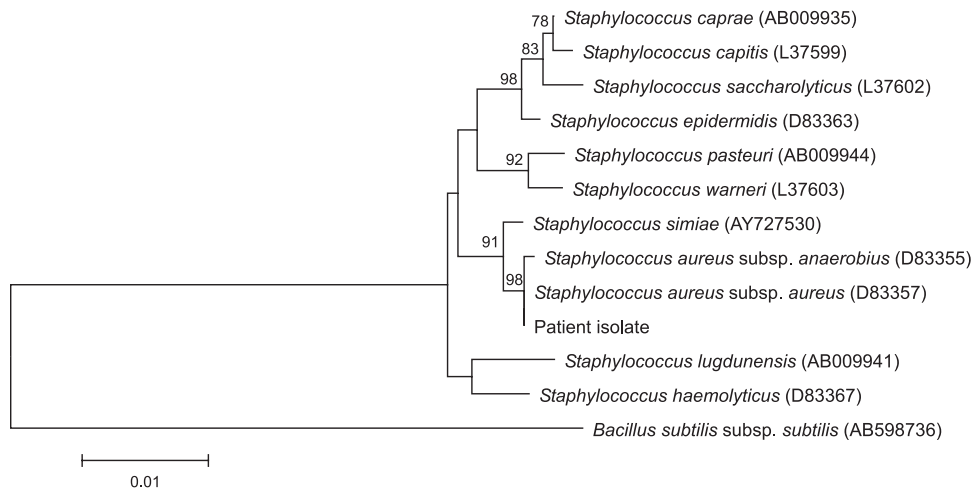 78 Staphylococcus caprae (AB009935)
83 Staphylococcus capitis (L37599)
98 Staphylococcus saccharolyticus (L37602)
Staphylococcus epidermidis (D83363)
92 Staphylococcus pasteuri (AB009944)
Staphylococcus warneri (L37603)
Staphylococcus simiae (AY727530)
91 Staphylococcus aureus subsp. anaerobius (D83355)
98 Staphylococcus aureus subsp. aureus (D83357)
Patient isolate
Staphylococcus lugdunensis (AB009941)
Staphylococcus haemolyticus (D83367)
Bacillus subtilis subsp. subtilis (AB598736)
0.01